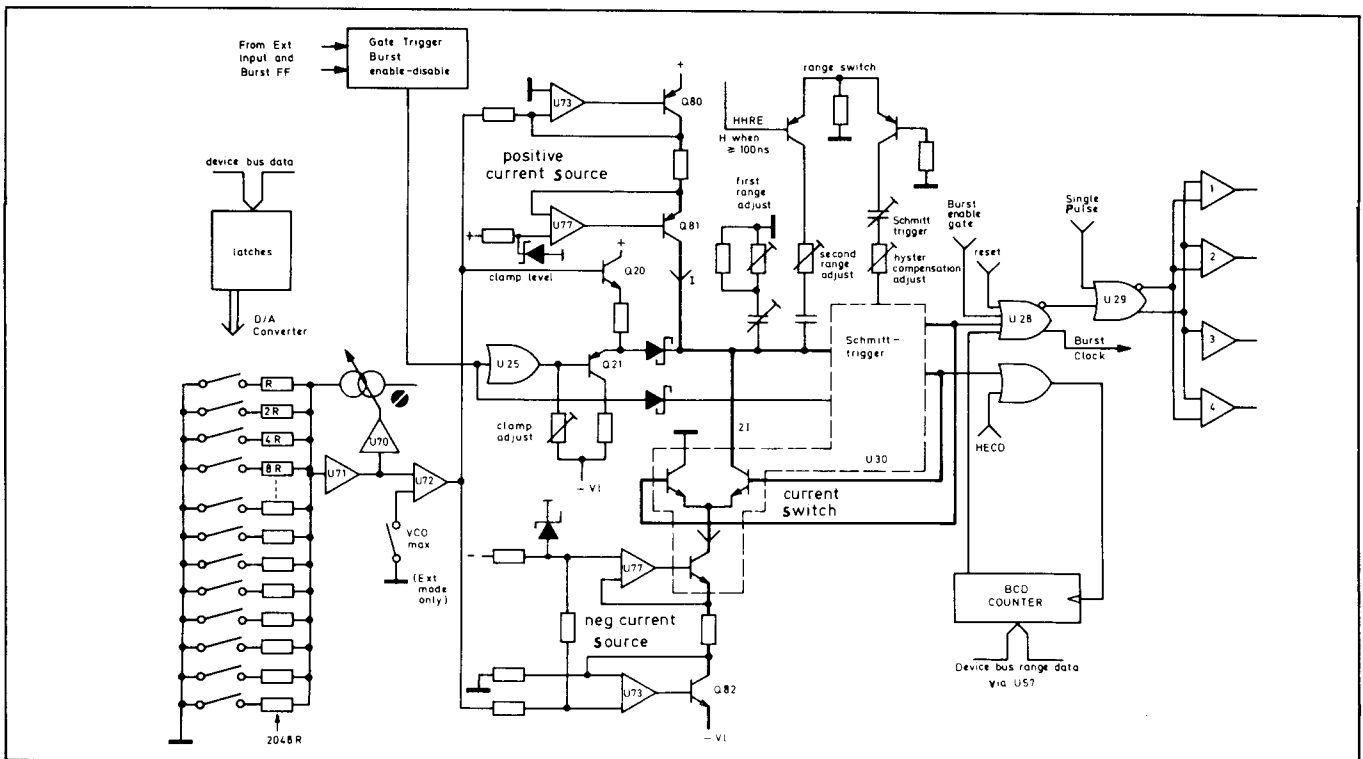 From Ext
Input and
Burst FF
Gate Trigger
Burst
enable-disable
device bus data
latches
D/A
Converter
U73
+
Q80
positive
current Source
U77
Q81
+
clamp level
+
Q20
I
HHRE
H when
≥ 100ns
range switch
first
range
adjust
second
range
adjust
Schmitt
trigger
hyster
compensation
adjust
Schmitt-
trigger
U30
U25
Q21
clamp
adjust
-V1
2I
current
Switch
Burst
enable
gate
reset
Single
Pulse
U28
U29
Burst
Clock
HECD
1
2
3
4
R
2R
4R
8R
2048R
U70
U71
U72
VCO
max
(Ext
mode
only)
-
U77
neg current
Source
U73
Q82
-V1
BCD
COUNTER
Device bus range data
Via U57